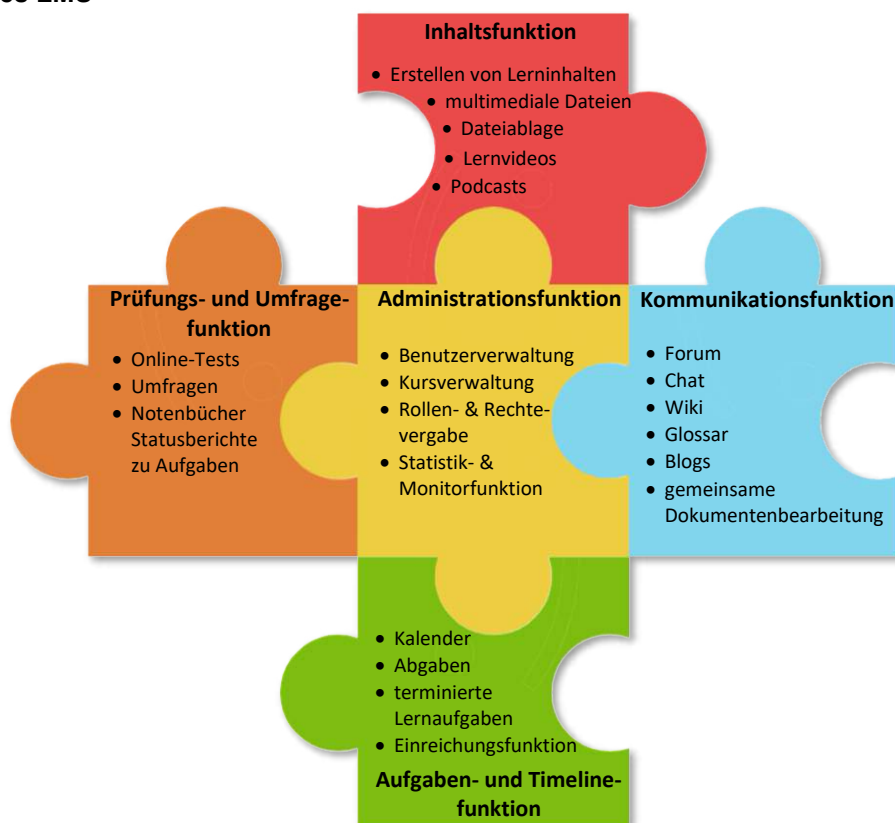 Inhaltsfunktion
• Erstellen von Lerninhalten
• multimediale Dateien
• Dateiablage
• Lernvideos
• Podcasts
Prüfungs- und Umfrage-
funktion
• Online-Tests
• Umfragen
• Notenbücher
Statusberichte
zu Aufgaben
Administrationsfunktion
• Benutzerverwaltung
• Kursverwaltung
• Rollen- & Rechte-
vergabe
• Statistik- &
Monitorfunktion
Kommunikationsfunktion
• Forum
• Chat
• Wiki
• Glossar
• Blogs
• gemeinsame
Dokumentenbearbeitung
• Kalender
• Abgaben
• terminierte
Lernaufgaben
• Einreichungsfunktion
Aufgaben- und Timeline-
funktion